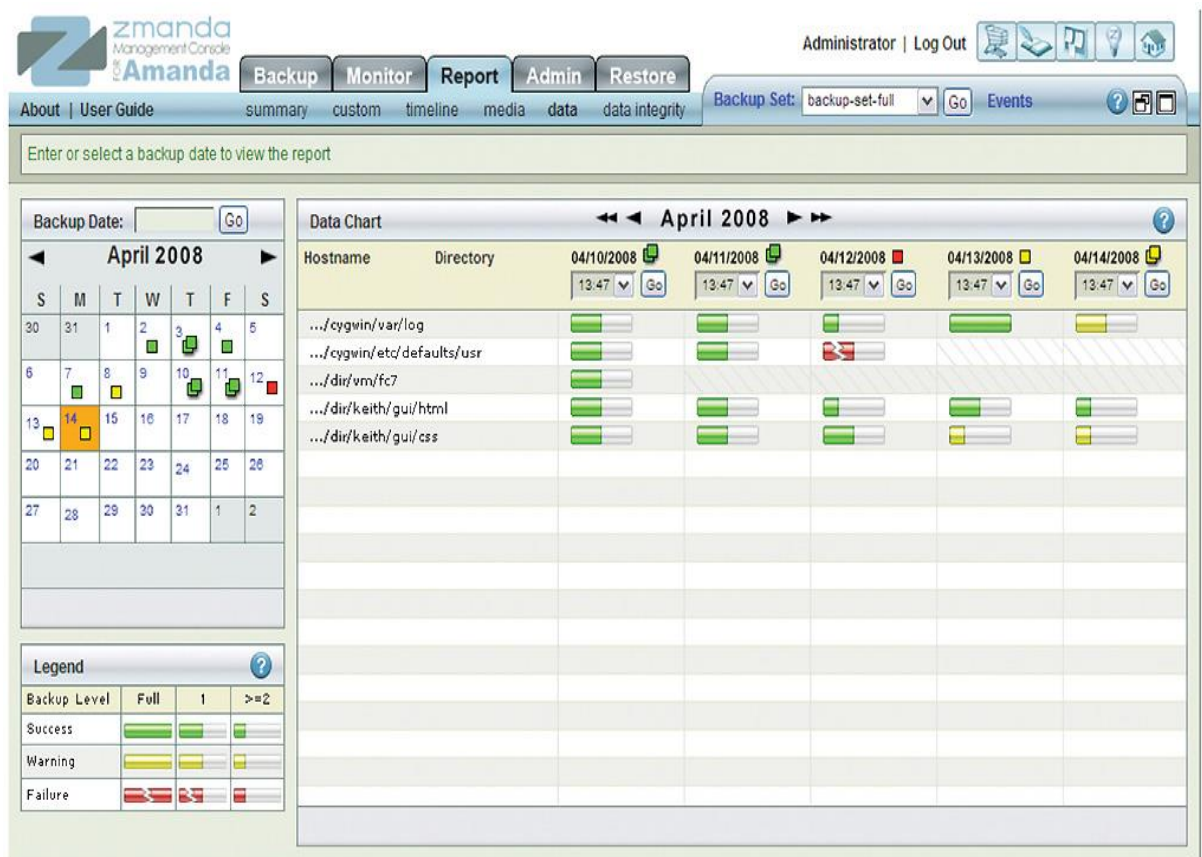 zmanda
Management Console
FOR Amanda
Administrator | Log Out
Backup Monitor Report Admin Restore
About | User Guide
summary custom timeline media data data integrity
Backup Set: backup-set-full Go Events ?
Enter or select a backup date to view the report
Backup Date: Go
April 2008
S M T W T F S
30 31 1 2 3 4 5
6 7 8 9 10 11 12
13 14 15 16 17 18 19
20 21 22 23 24 25 26
27 28 29 30 31 1 2
Legend ?
Backup Level Full 1 >=2
Success
Warning
Failure
Data Chart April 2008 ?
Hostname Directory 04/10/2008 04/11/2008 04/12/2008 04/13/2008 04/14/2008
13:47 Go 13:47 Go 13:47 Go 13:47 Go 13:47 Go
.../cygwin/var/log
.../cygwin/etc/defaults/usr
.../dir/vm/fc7
.../dir/keith/gui/html
.../dir/keith/gui/css